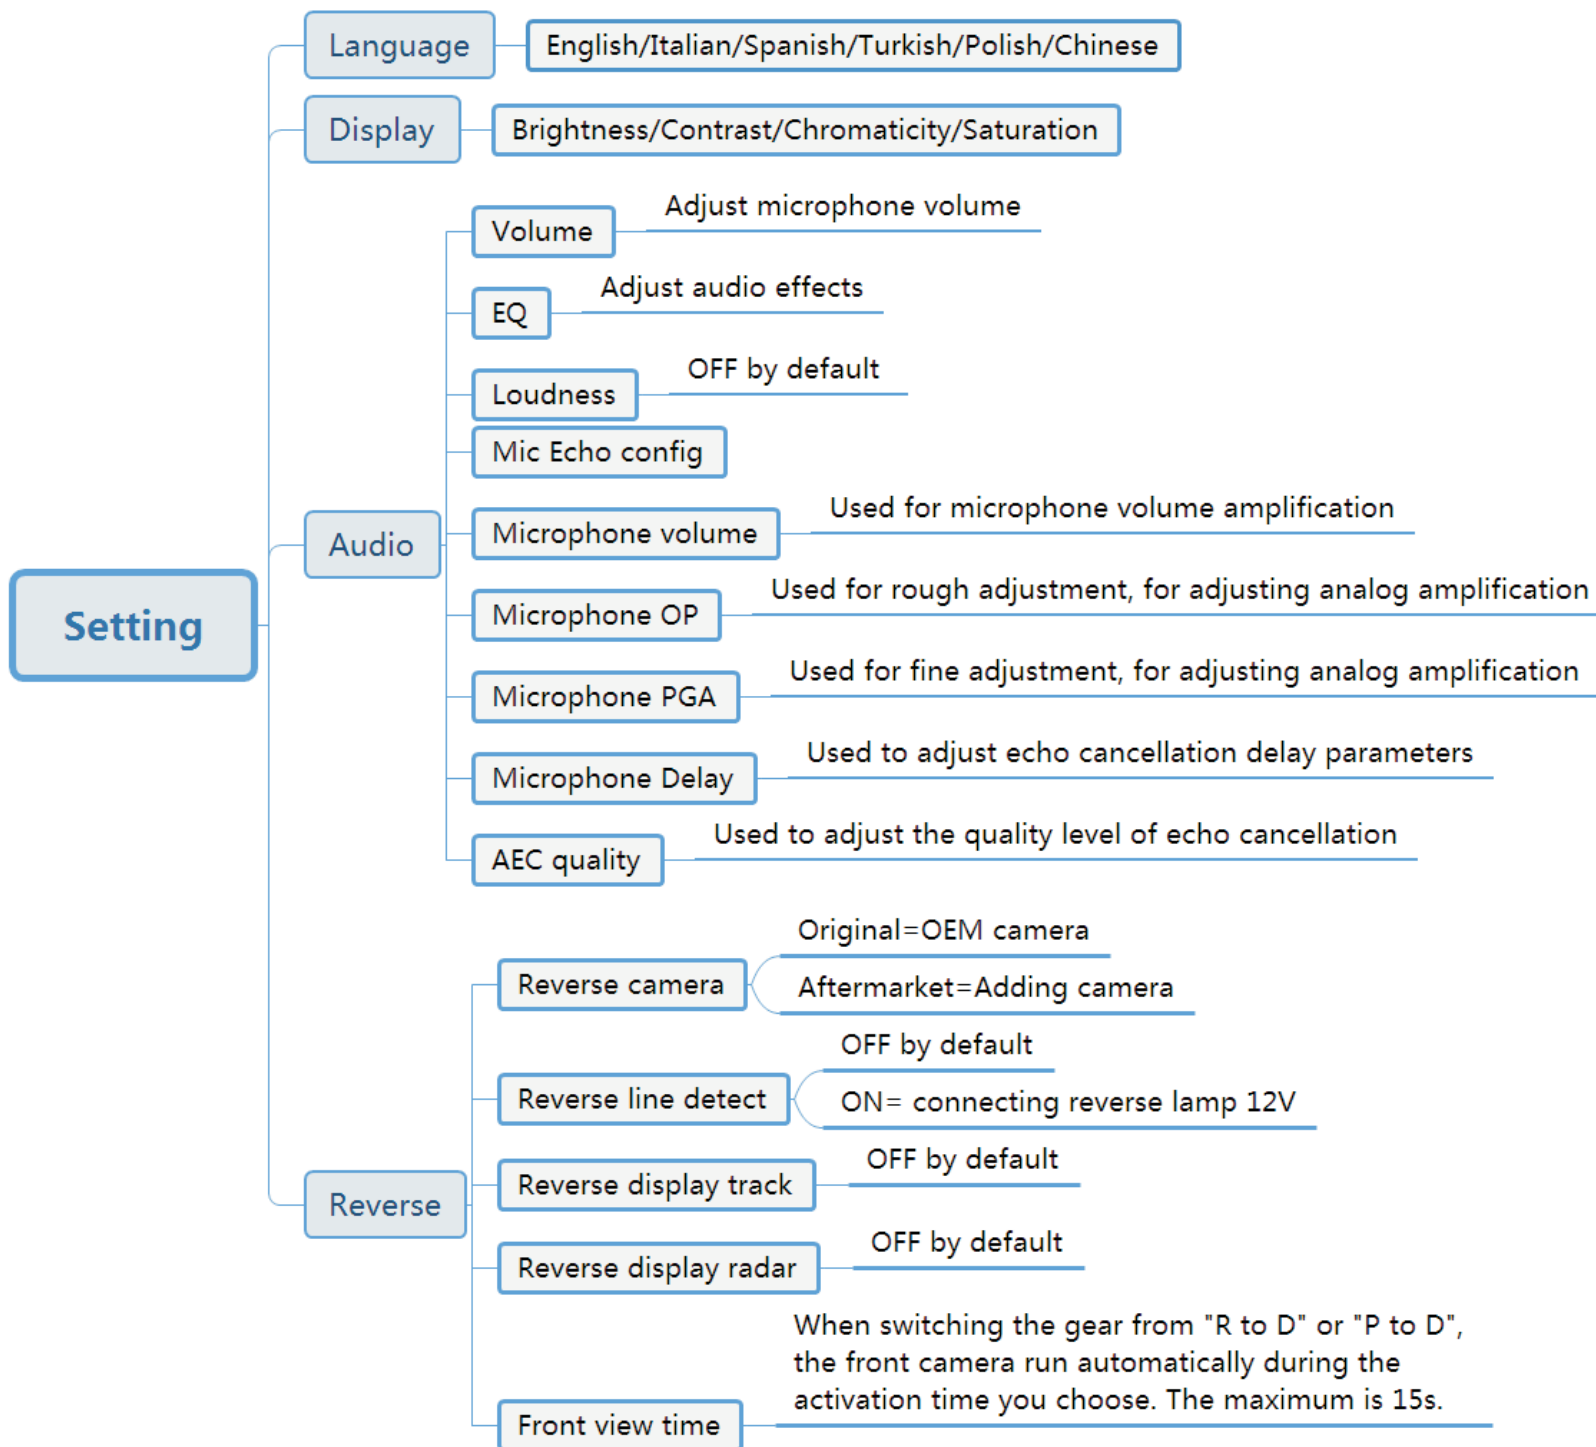 Setting
Language
English/Italian/Spanish/Turkish/Polish/Chinese
Display
Brightness/Contrast/Chromaticity/Saturation
Audio
Volume
Adjust microphone volume
EQ
Adjust audio effects
Loudness
OFF by default
Mic Echo config
Microphone volume
Used for microphone volume amplification
Microphone OP
Used for rough adjustment, for adjusting analog amplification
Microphone PGA
Used for fine adjustment, for adjusting analog amplification
Microphone Delay
Used to adjust echo cancellation delay parameters
AEC quality
Used to adjust the quality level of echo cancellation
Reverse
Reverse camera
Original=OEM camera
Aftermarket=Adding camera
Reverse line detect
OFF by default
ON= connecting reverse lamp 12V
Reverse display track
OFF by default
Reverse display radar
OFF by default
Front view time
When switching the gear from "R to D" or "P to D",
the front camera run automatically during the
activation time you choose. The maximum is 15s.